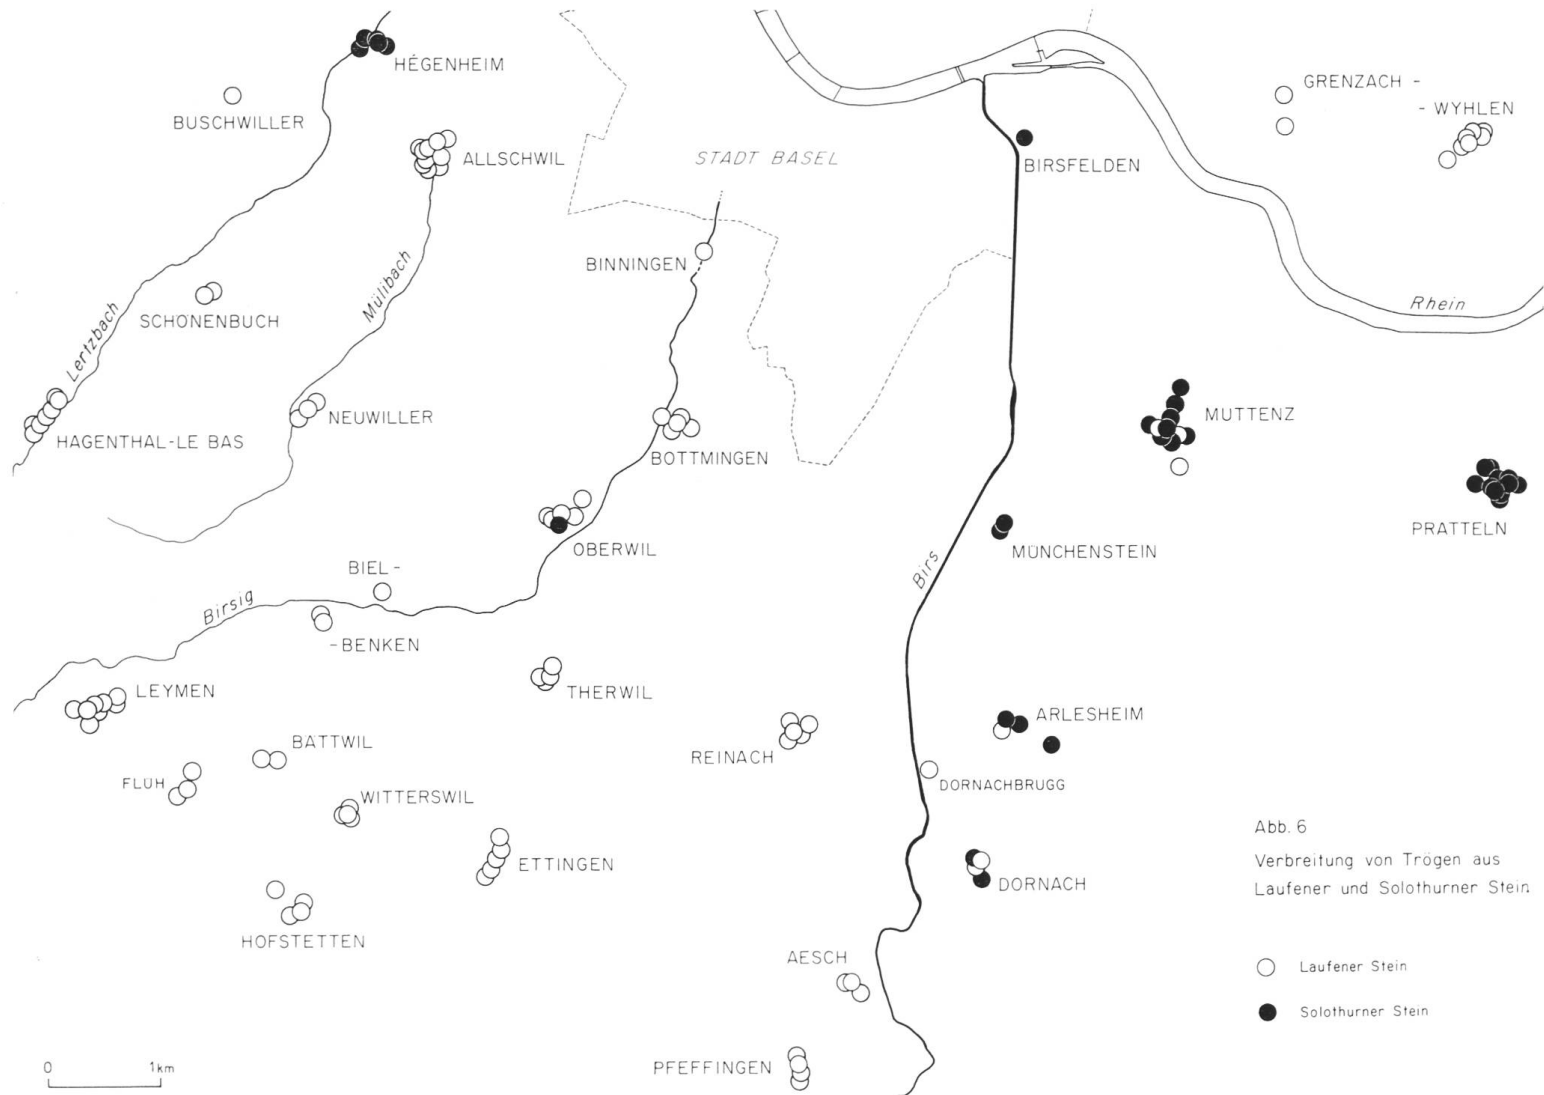 HÉGENHEIM
BUSCHWILLER
ALLSCHWIL
STADT BASEL
BIRSFELDEN
GRENZACH -
- WYHLEN
BINNINGEN
Mülibach
Lertzbach
SCHÖNENBUCH
Rhein
HAGENTHAL-LE BAS
NEUWILLER
BOTTMINGEN
MUTTENZ
PRATTELN
OBERWIL
MÜNCHENSTEIN
BIEL -
Birsig
Birs
- BENKEN
LEYMEN
THERWIL
ARLESHEIM
BATTWIL
REINACH
FLÜH
DORNACHBRUGG
WITTERSWIL
ETTINGEN
DORNACH
HOFSTETTEN
AESCH
PFEFFINGEN
Abb. 6
Verbreitung von Trögen aus
Laufener und Solothurner Stein
Laufener Stein
Solothurner Stein
0 1km